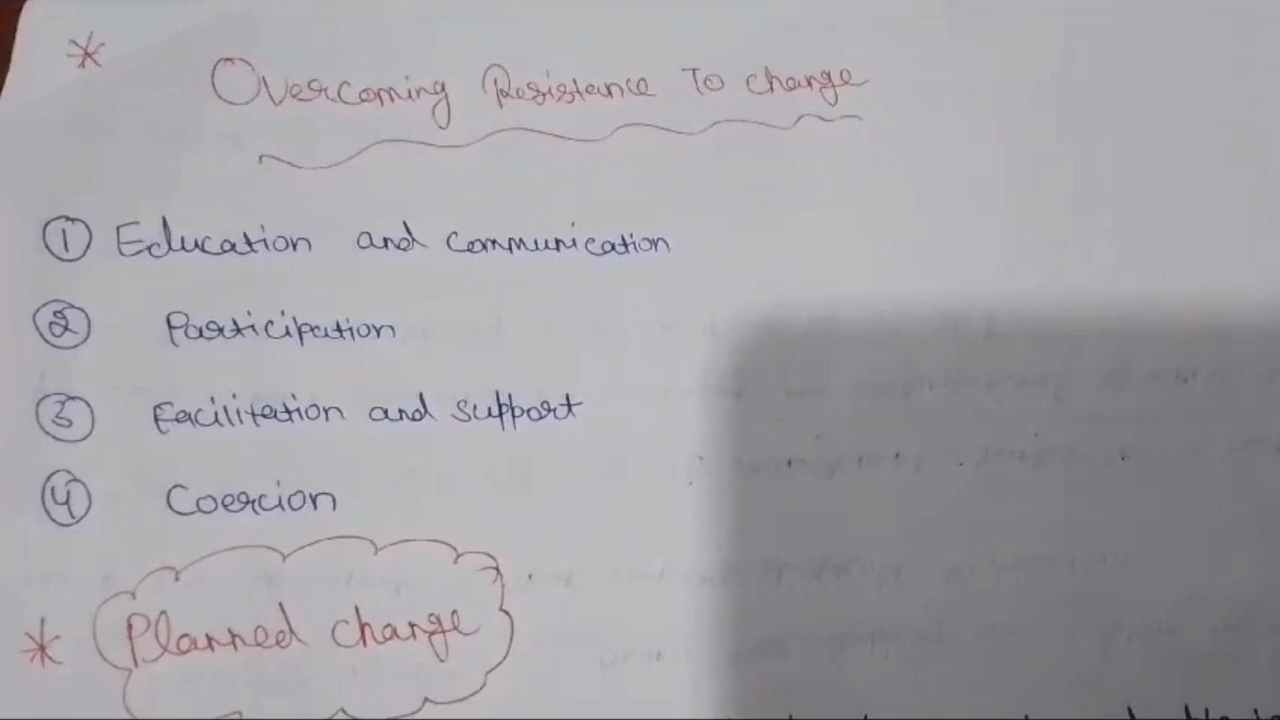 * Overcoming Resistance To change
① Education and communication
② Participation
③ Facilitation and support
④ Coercion
* Planned change